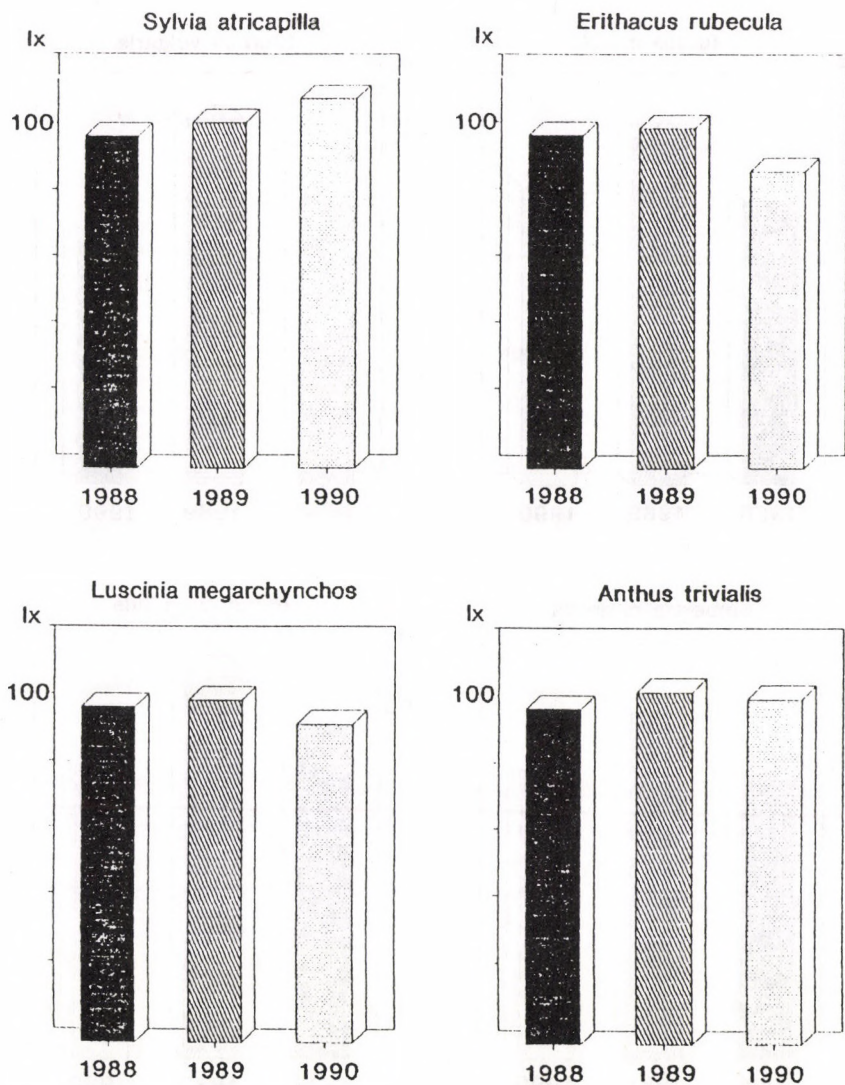 Sylvia atricapilla
Ix
100
1988 1989 1990
Erithacus rubecula
Ix
100
1988 1989 1990
Luscinia megarchynchos
Ix
100
1988 1989 1990
Anthus trivialis
Ix
100
1988 1989 1990